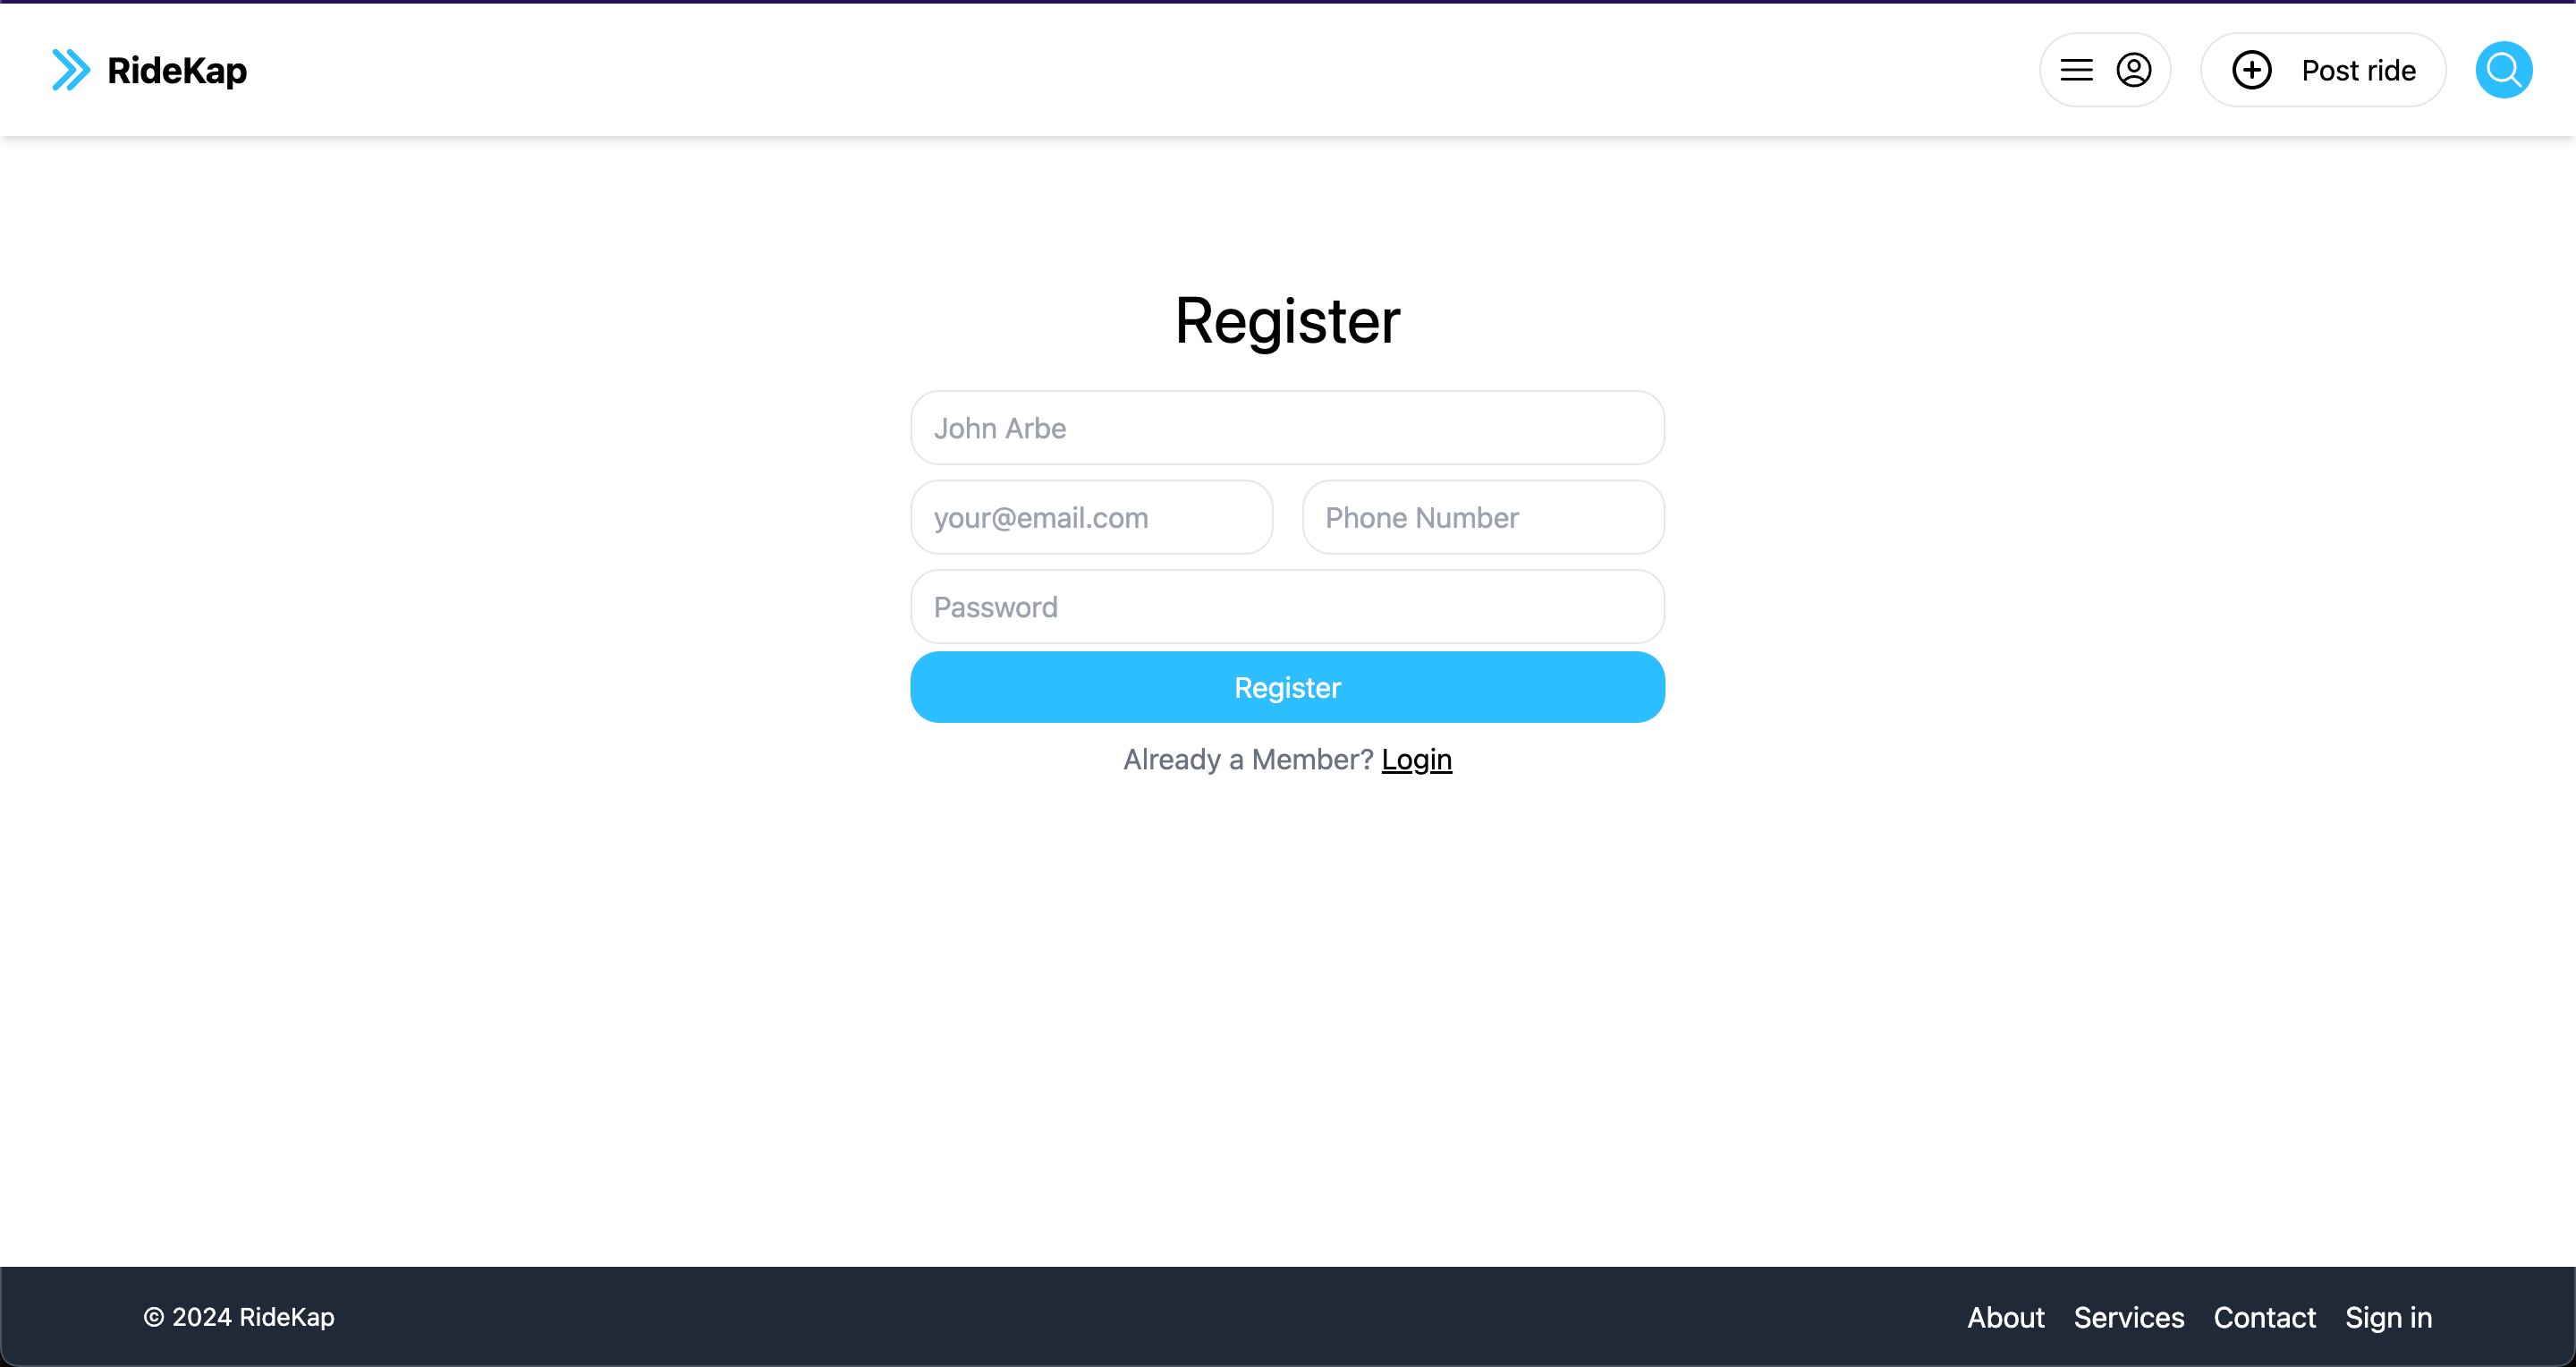 RideKap
Post ride
Register
John Arbe
your@email.com
Phone Number
Password
Register
Already a Member? Login
© 2024 RideKap
About Services Contact Sign in